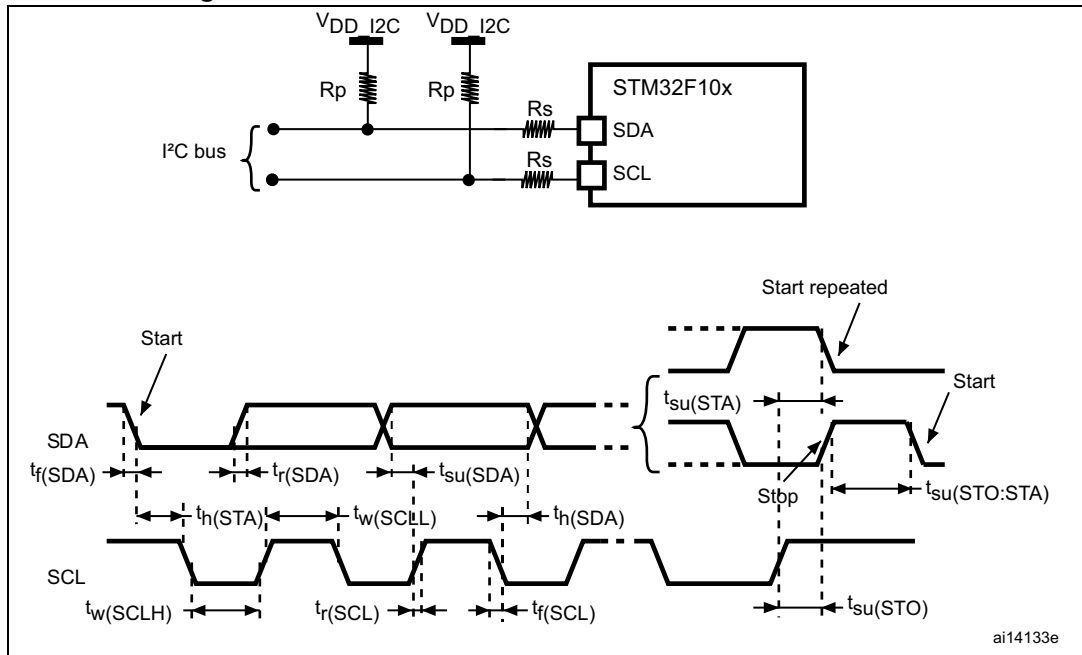 VDD_I2C VDD_I2C
Rp Rp
STM32F10x
Rs
SDA
I²C bus
Rs
SCL
Start repeated
Start
Start
tsu(STA)
SDA
tf(SDA) tr(SDA) tsu(SDA)
Stop
tsu(STO:STA)
th(STA) tw(SCLL) th(SDA)
SCL
tw(SCLH) tr(SCL) tf(SCL) tsu(STO)
ai14133e